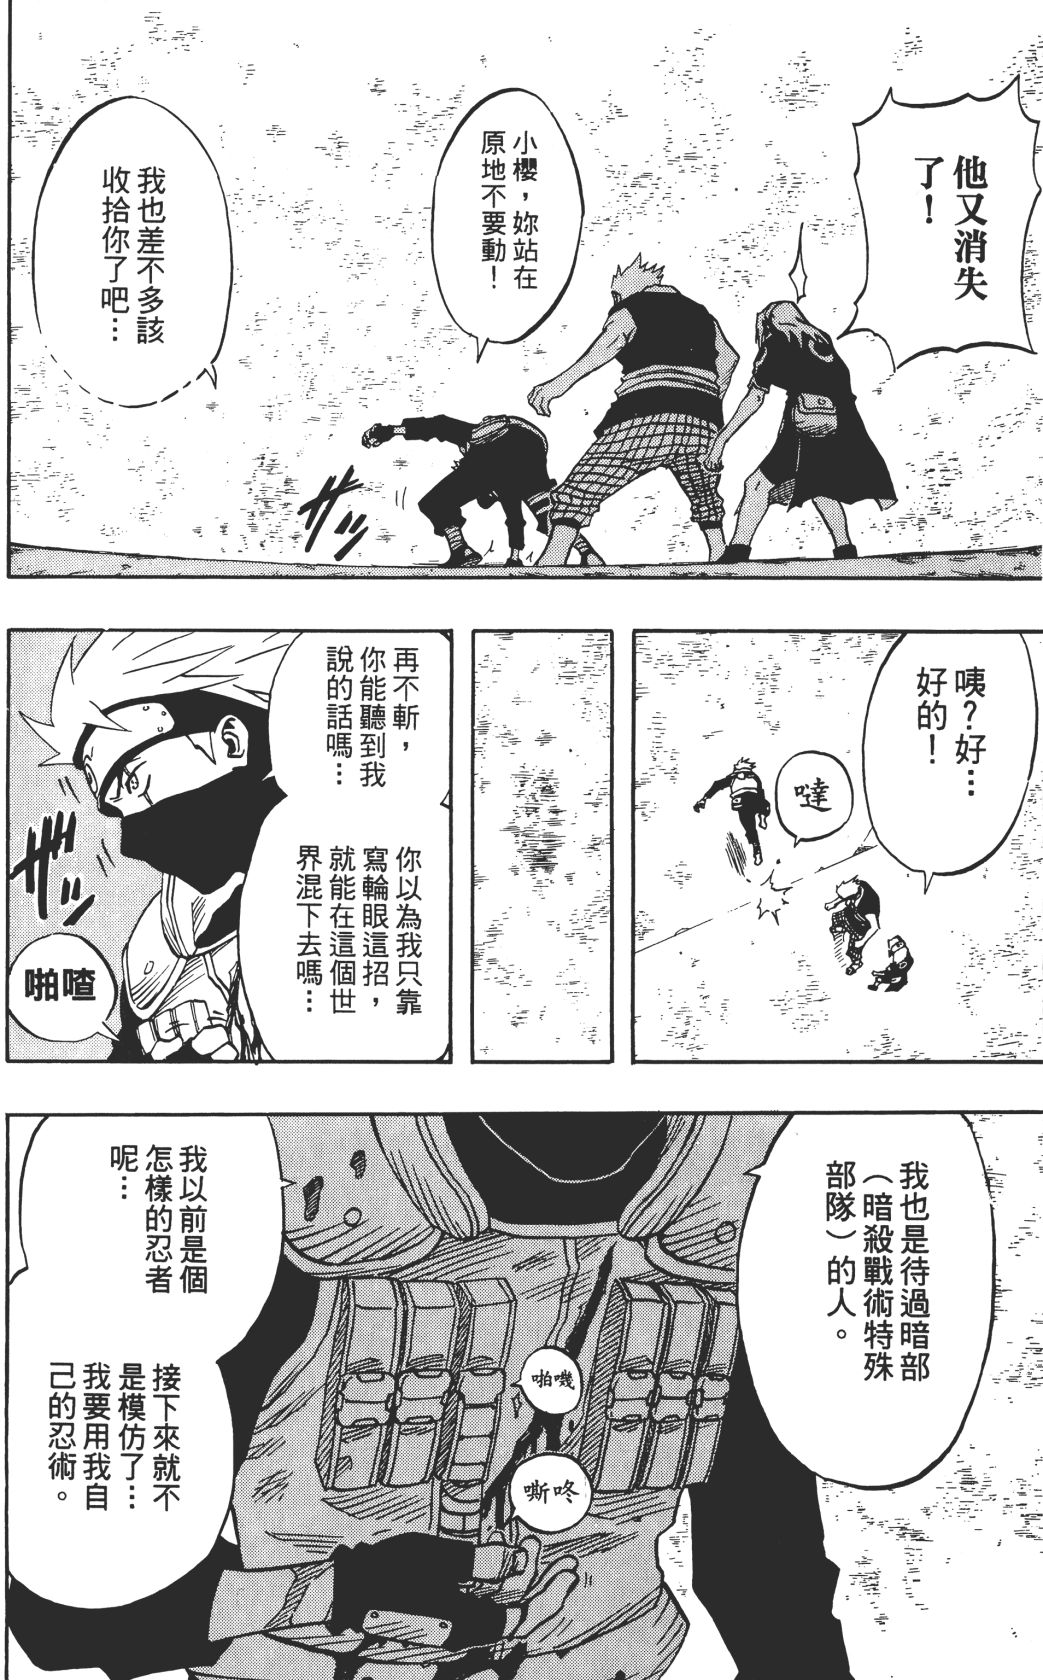 他又消失
了！
小櫻，妳站在
原地不要動！
我也差不多該
收拾你了吧…
咦？好…
好的！
噠
再不斬，
你能聽到我
說的話嗎…
你以為我只靠
寫輪眼這招，
就能在這個世
界混下去嗎…
啪喳
我也是待過暗部
（暗殺戰術特殊
部隊）的人。
啪嘰
嘶咚
我以前是個
怎樣的忍者
呢…
接下來就不
是模仿了…
我要用我自
己的忍術。